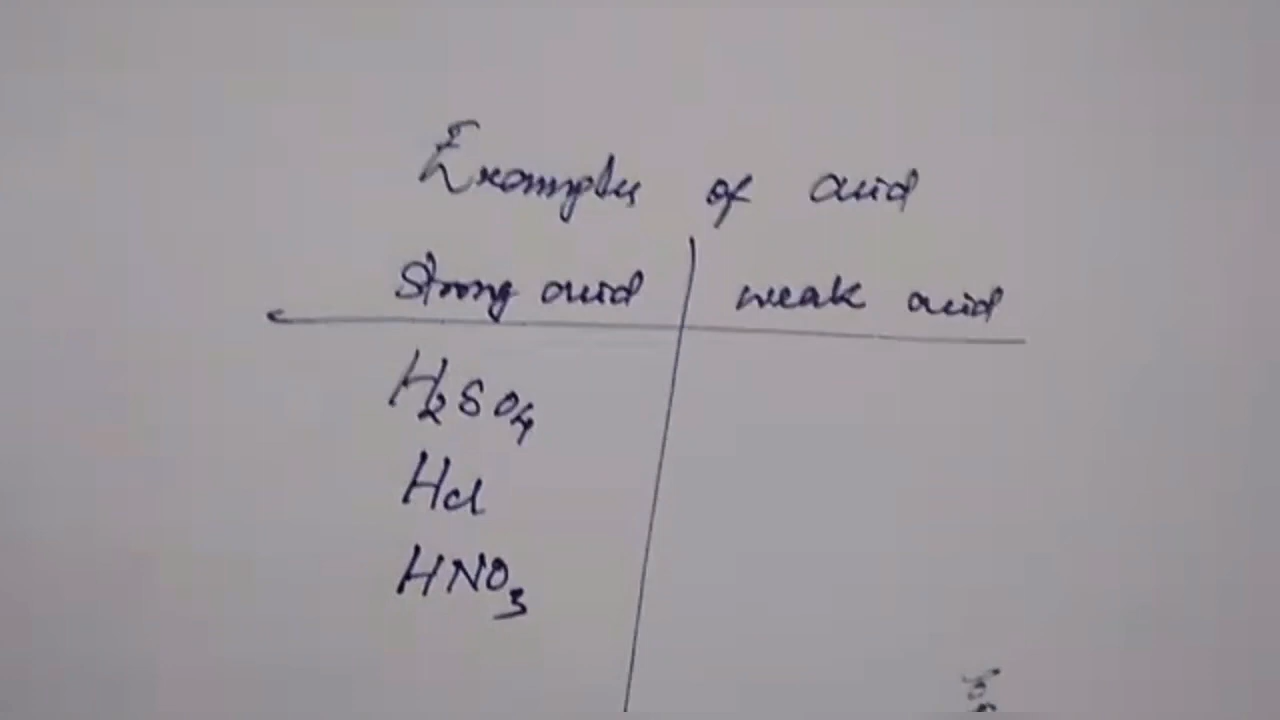 Examples of acid
Strong acid weak acid
H2SO4
Hcl
HNO3